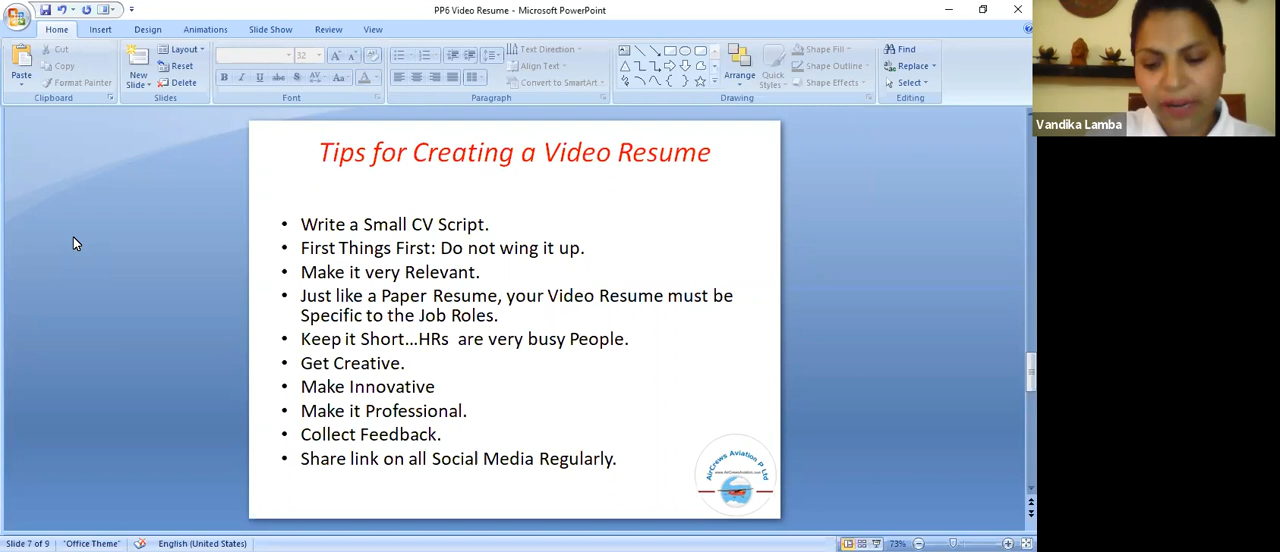 PP6 Video Resume - Microsoft PowerPoint
Home Insert Design Animations Slide Show Review View
Paste
Cut
Copy
Format Painter
Clipboard
New
Slide
Layout
Reset
Delete
Slides
32
Font
Text Direction
Align Text
Convert to SmartArt
Paragraph
Arrange
Quick
Styles
Shape Fill
Shape Outline
Shape Effects
Drawing
Find
Replace
Select
Editing
Vandika Lamba
Tips for Creating a Video Resume
• Write a Small CV Script.
• First Things First: Do not wing it up.
• Make it very Relevant.
• Just like a Paper Resume, your Video Resume must be
Specific to the Job Roles.
• Keep it Short...HRs are very busy People.
• Get Creative.
• Make Innovative
• Make it Professional.
• Collect Feedback.
• Share link on all Social Media Regularly.
AirCrews Aviation P Ltd
www.AirCrewsAviation.com
Slide 7 of 9 "Office Theme" English (United States) 73%